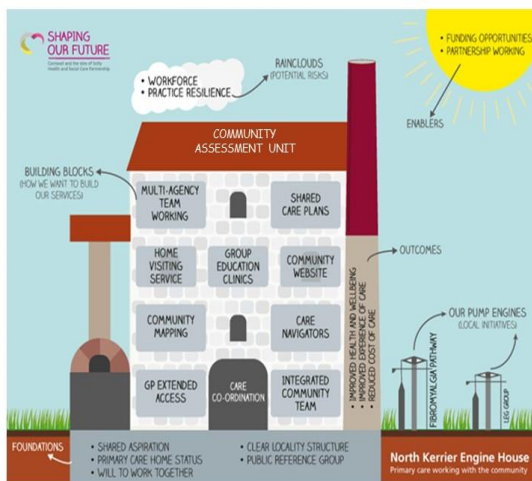 SHAPING
OUR FUTURE
Cornwall and the Isles of Scilly
Health and Social Care Partnership
• WORKFORCE
• PRACTICE RESILIENCE
RAINCLOUDS
(POTENTIAL RISKS)
• FUNDING OPPORTUNITIES
• PARTNERSHIP WORKING
ENABLERS
COMMUNITY
ASSESSMENT UNIT
BUILDING BLOCKS
(HOW WE WANT TO BUILD
OUR SERVICES)
MULTI-AGENCY
TEAM
WORKING
SHARED
CARE PLANS
HOME
VISITING
SERVICE
GROUP
EDUCATION
CLINICS
COMMUNITY
WEBSITE
COMMUNITY
MAPPING
CARE
NAVIGATORS
GP EXTENDED
ACCESS
CARE
CO-ORDINATION
INTEGRATED
COMMUNITY
TEAM
OUTCOMES
• IMPROVED HEALTH AND WELLBEING
• IMPROVED EXPERIENCE OF CARE
• REDUCED COST OF CARE
OUR PUMP ENGINES
(LOCAL INITIATIVES)
FIBROMYALGIA PATHWAY
LEG GROUP
FOUNDATIONS
• SHARED ASPIRATION
• PRIMARY CARE HOME STATUS
• WILL TO WORK TOGETHER
• CLEAR LOCALITY STRUCTURE
• PUBLIC REFERENCE GROUP
North Kerrier Engine House
Primary care working with the community